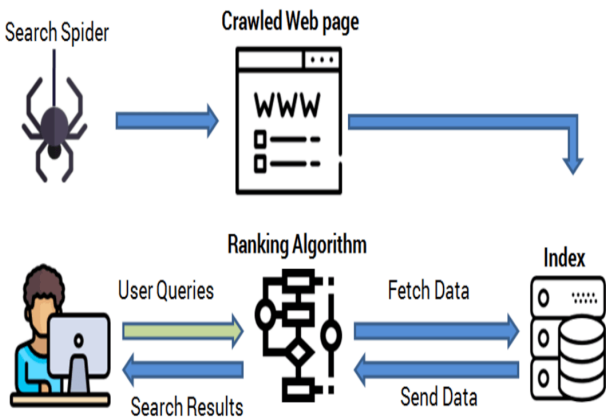 Search Spider
Crawled Web page
WWW
Ranking Algorithm
Index
User Queries
Fetch Data
Search Results
Send Data